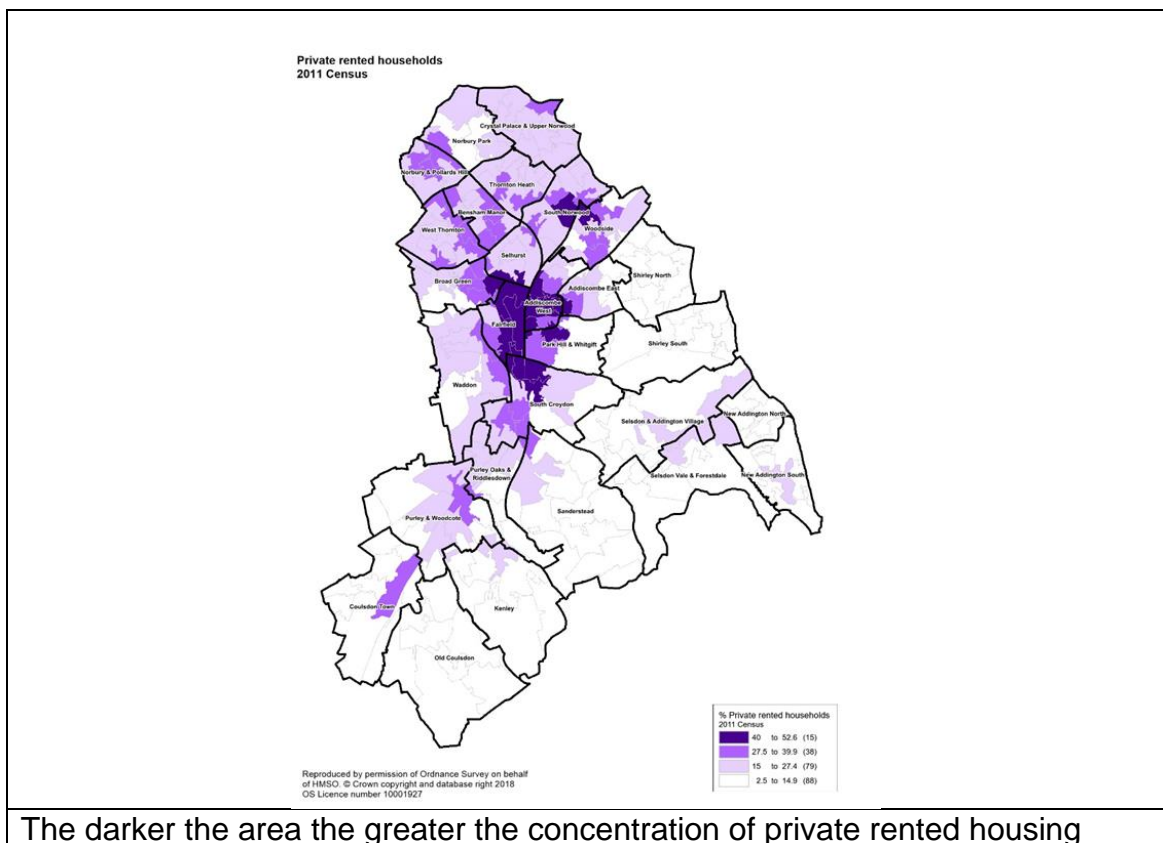 Private rented households
2011 Census
Crystal Palace & Upper Norwood
Norbury Park
Norbury & Pollards Hill
Thornton Heath
Bensham Manor
South Norwood
West Thornton
Woodside
Selhurst
Shirley North
Broad Green
Addiscombe East
Addiscombe
West
Fairfield
Park Hill & Whitgift
Shirley South
Waddon
South Croydon
New Addington North
Selsdon & Addington Village
Purley Oaks &
Riddlesdown
Selsdon Vale & Forestdale
New Addington South
Sanderstead
Purley & Woodcote
Coulsdon Town
Kenley
Old Coulsdon
% Private rented households
2011 Census
40 to 52.6 (15)
27.5 to 39.9 (38)
15 to 27.4 (79)
2.5 to 14.9 (88)
Reproduced by permission of Ordnance Survey on behalf
of HMSO. © Crown copyright and database right 2018
OS Licence number 10001927
The darker the area the greater the concentration of private rented housing